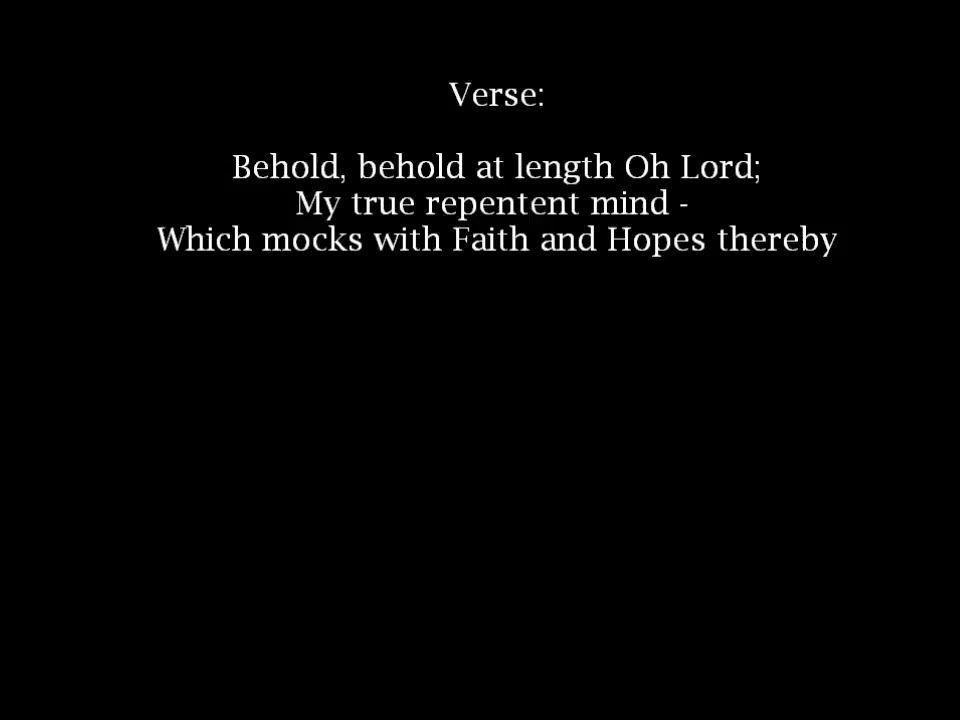 Verse:
Behold, behold at length Oh Lord;
My true repentent mind -
Which mocks with Faith and Hopes thereby